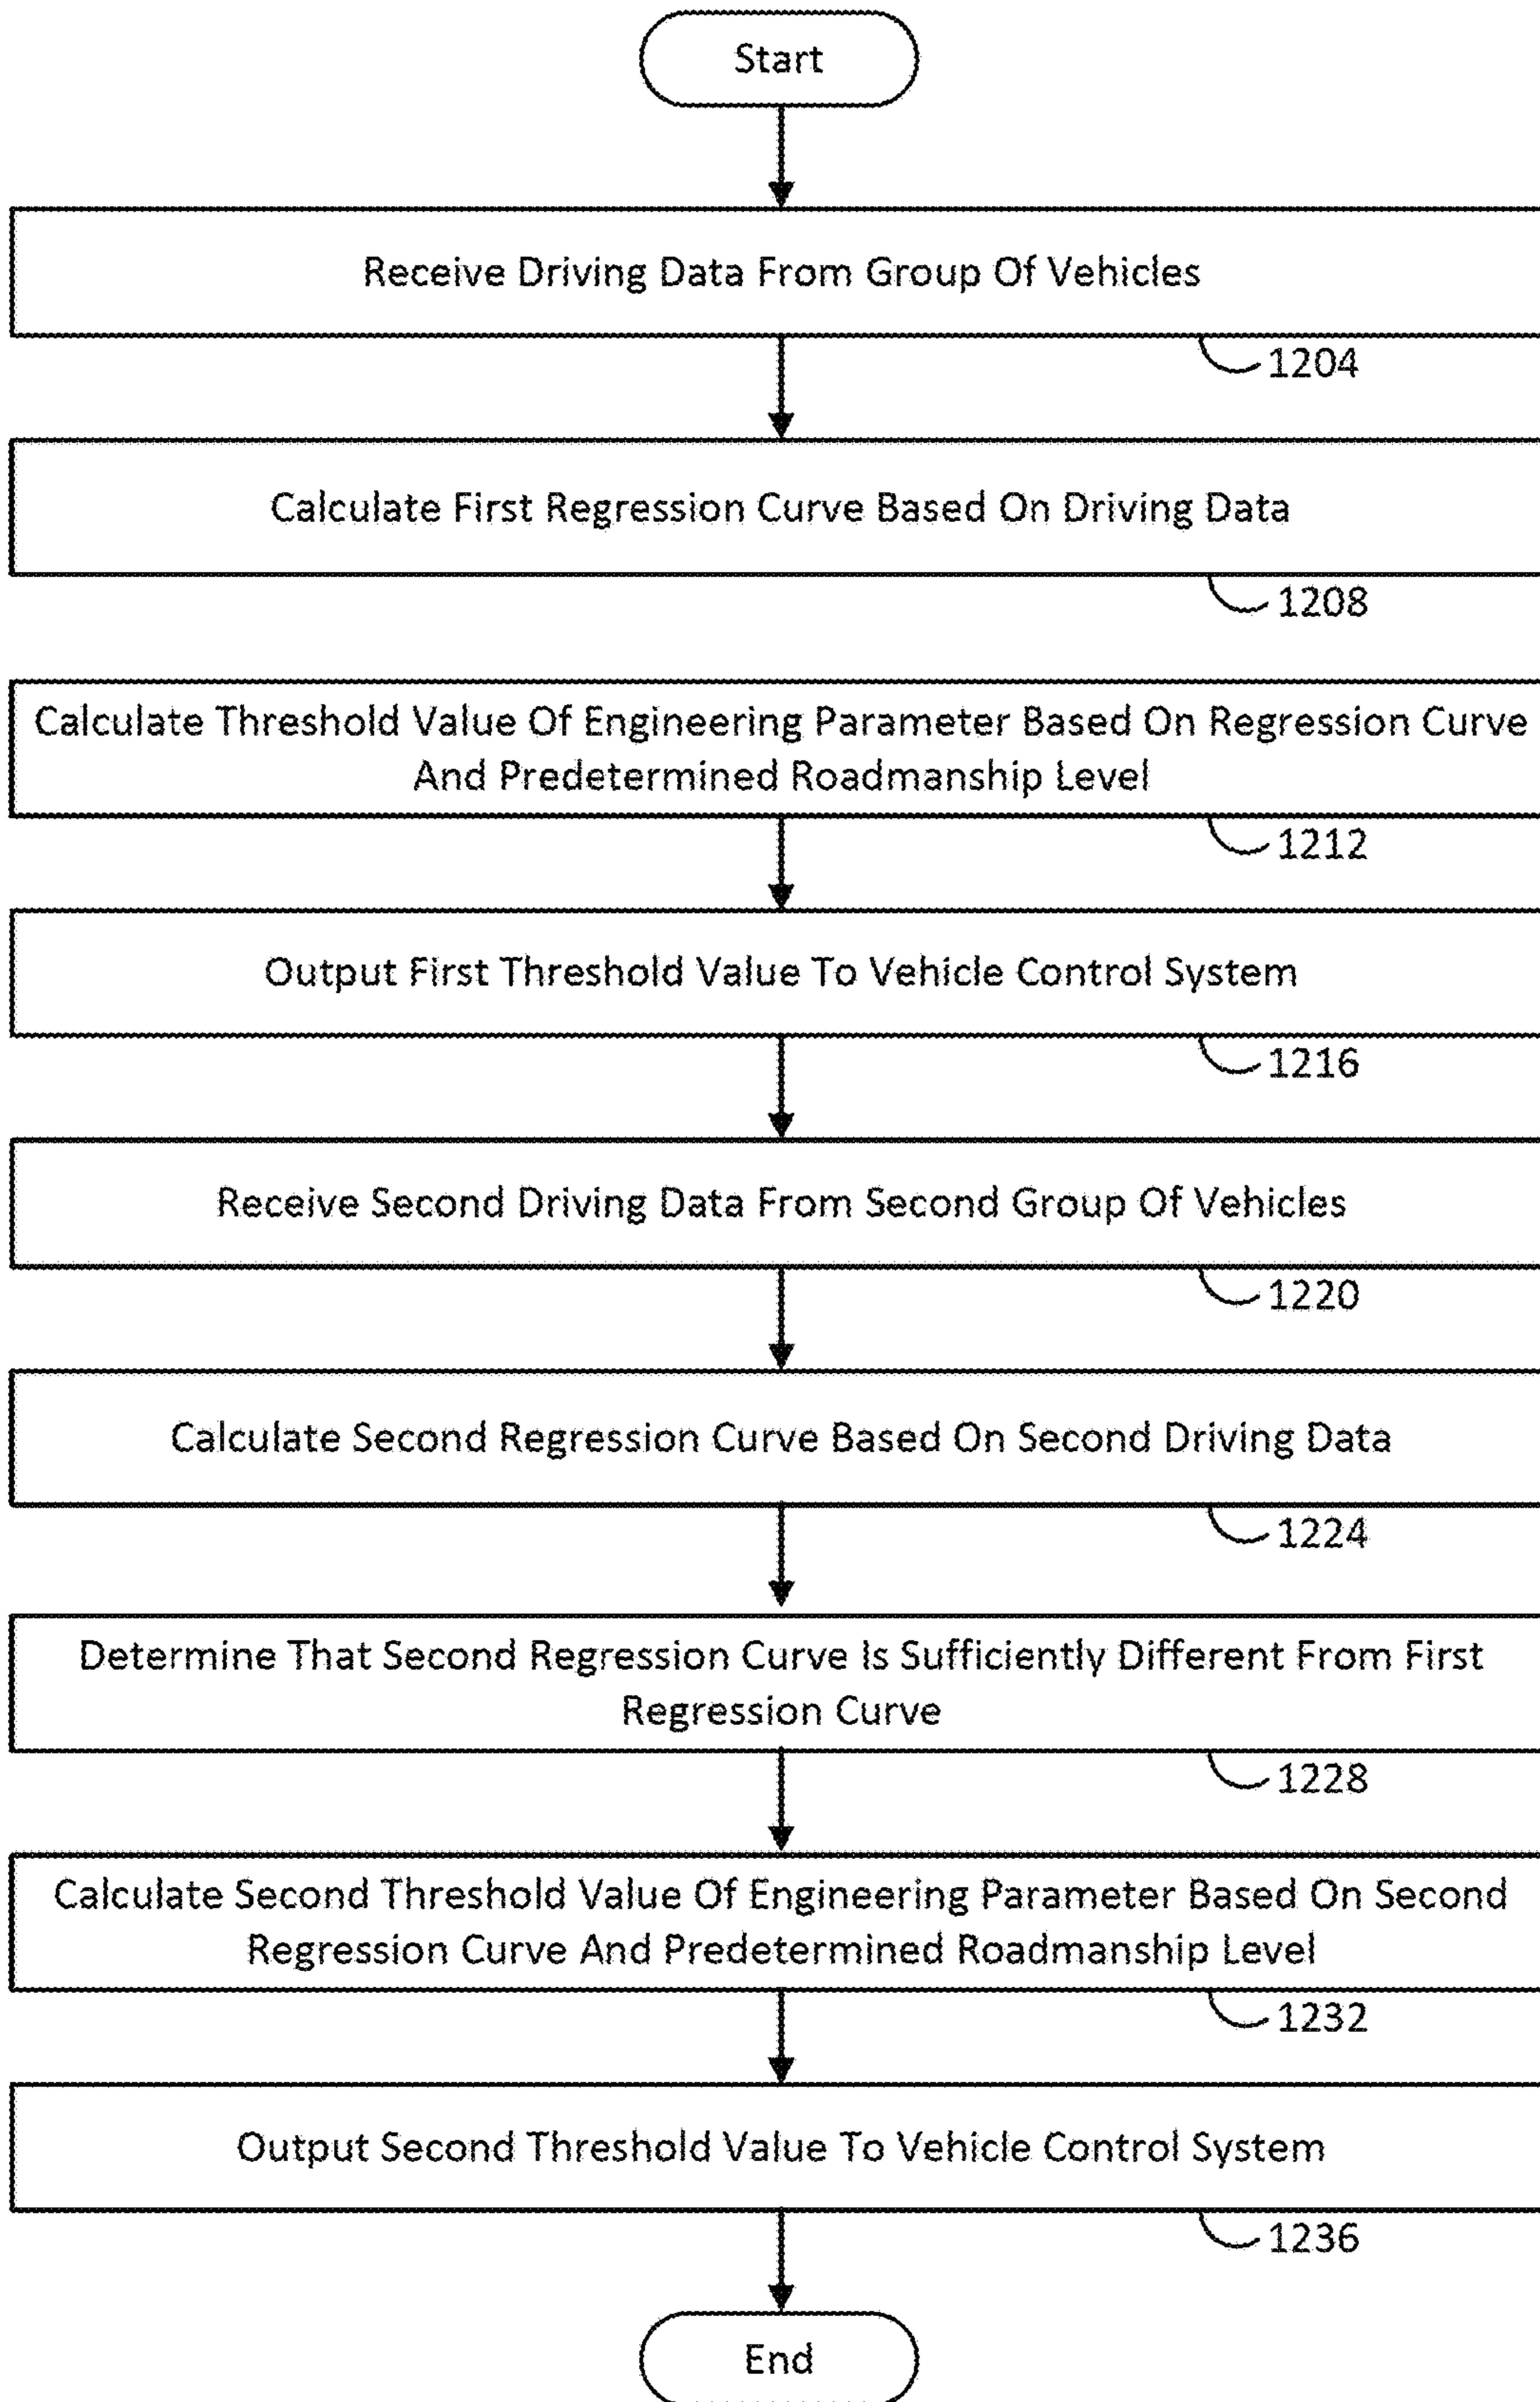 Start
Receive Driving Data From Group Of Vehicles
1204
Calculate First Regression Curve Based On Driving Data
1208
Calculate Threshold Value Of Engineering Parameter Based On Regression Curve
And Predetermined Roadmanship Level
1212
Output First Threshold Value To Vehicle Control System
1216
Receive Second Driving Data From Second Group Of Vehicles
1220
Calculate Second Regression Curve Based On Second Driving Data
1224
Determine That Second Regression Curve Is Sufficiently Different From First
Regression Curve
1228
Calculate Second Threshold Value Of Engineering Parameter Based On Second
Regression Curve And Predetermined Roadmanship Level
1232
Output Second Threshold Value To Vehicle Control System
1236
End